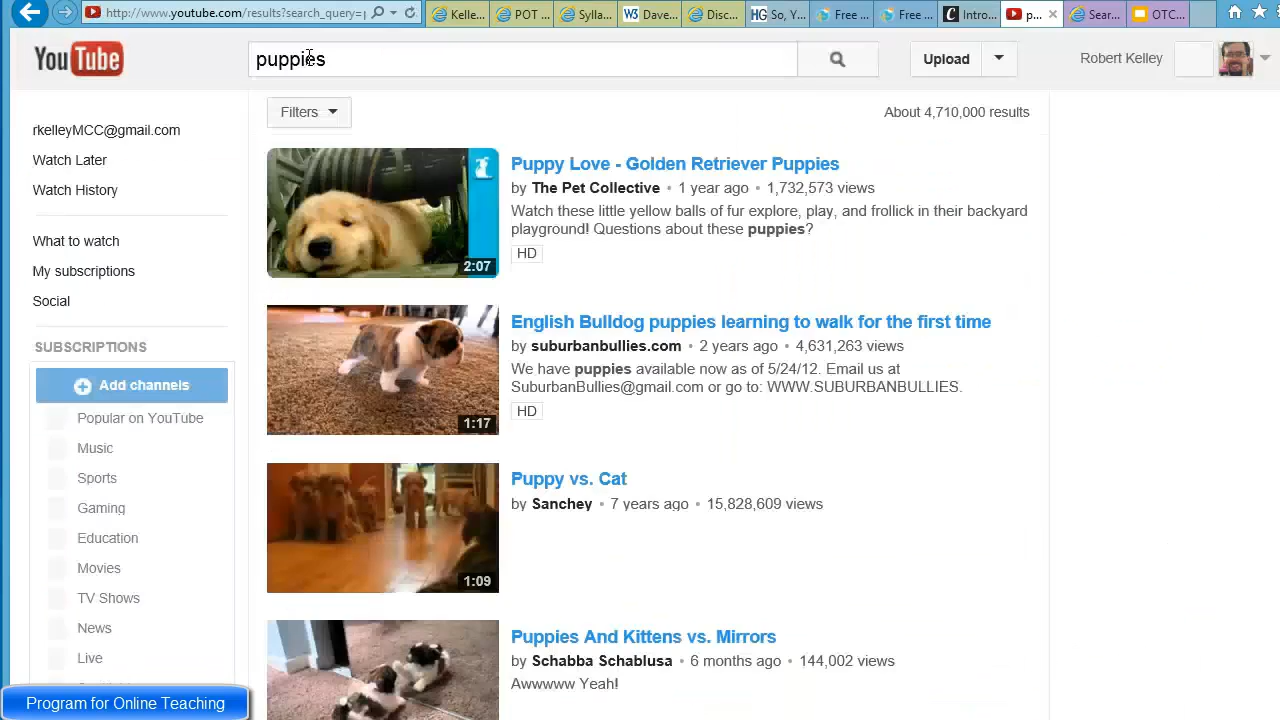 http://www.youtube.com/results?search_query=p
Kelle...
POT ...
Sylla...
W3 Dave...
Disc...
HG So, Y...
Free ...
Free ...
C Intro...
p...
Sear...
OTC...
YouTube
puppies
Upload
Robert Kelley
rkelleyMCC@gmail.com
Watch Later
Watch History
What to watch
My subscriptions
Social
SUBSCRIPTIONS
Add channels
Popular on YouTube
Music
Sports
Gaming
Education
Movies
TV Shows
News
Live
Program for Online Teaching
Filters
About 4,710,000 results
2:07
Puppy Love - Golden Retriever Puppies
by The Pet Collective • 1 year ago • 1,732,573 views
Watch these little yellow balls of fur explore, play, and frollick in their backyard
playground! Questions about these puppies?
HD
1:17
English Bulldog puppies learning to walk for the first time
by suburbanbullies.com • 2 years ago • 4,631,263 views
We have puppies available now as of 5/24/12. Email us at
SuburbanBullies@gmail.com or go to: WWW.SUBURBANBULLIES.
HD
1:09
Puppy vs. Cat
by Sanchey • 7 years ago • 15,828,609 views
Puppies And Kittens vs. Mirrors
by Schabba Schablusa • 6 months ago • 144,002 views
Awwwww Yeah!